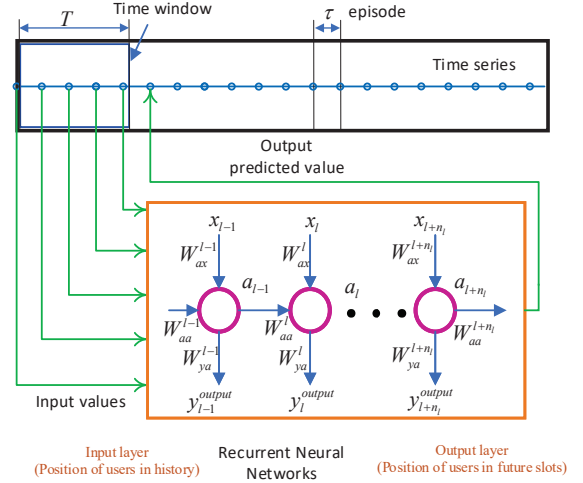 T
Time window
τ episode
Time series
Output
predicted value
x_{l-1} x_l x_{l+n_l}
W_{ax}^{l-1} W_{ax}^{l} W_{ax}^{l+n_l}
a_{l-1} a_l a_{l+n_l}
W_{aa}^{l-1} W_{aa}^{l} W_{aa}^{l+n_l}
W_{ya}^{l-1} W_{ya}^{l} W_{ya}^{l+n_l}
y_{l-1}^{output} y_l^{output} y_{l+n_l}^{output}
Input values
Input layer
(Position of users in history)
Recurrent Neural
Networks
Output layer
(Position of users in future slots)